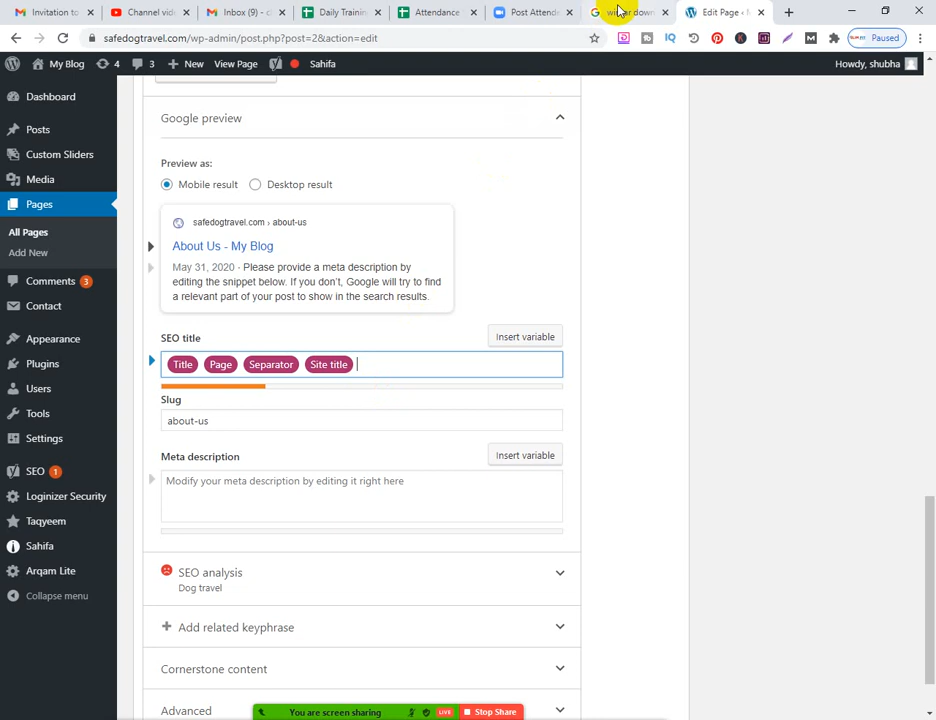 Invitation to
Channel vide
Inbox (9) - c
Daily Trainin
Attendance
Post Attend
Edit Page ‹
safedogtravel.com/wp-admin/post.php?post=2&action=edit
Paused
My Blog
4
3
New
View Page
Sahifa
Howdy, shubha
Dashboard
Posts
Custom Sliders
Media
Pages
All Pages
Add New
Comments 3
Contact
Appearance
Plugins
Users
Tools
Settings
SEO 1
Loginizer Security
Taqyeem
Sahifa
Arqam Lite
Collapse menu
Google preview
Preview as:
Mobile result
Desktop result
safedogtravel.com › about-us
About Us - My Blog
May 31, 2020 · Please provide a meta description by
editing the snippet below. If you don't, Google will try to find
a relevant part of your post to show in the search results.
SEO title
Insert variable
Title Page Separator Site title
Slug
about-us
Meta description
Insert variable
Modify your meta description by editing it right here
SEO analysis
Dog travel
Add related keyphrase
Cornerstone content
Advanced
You are screen sharing
LIVE
Stop Share